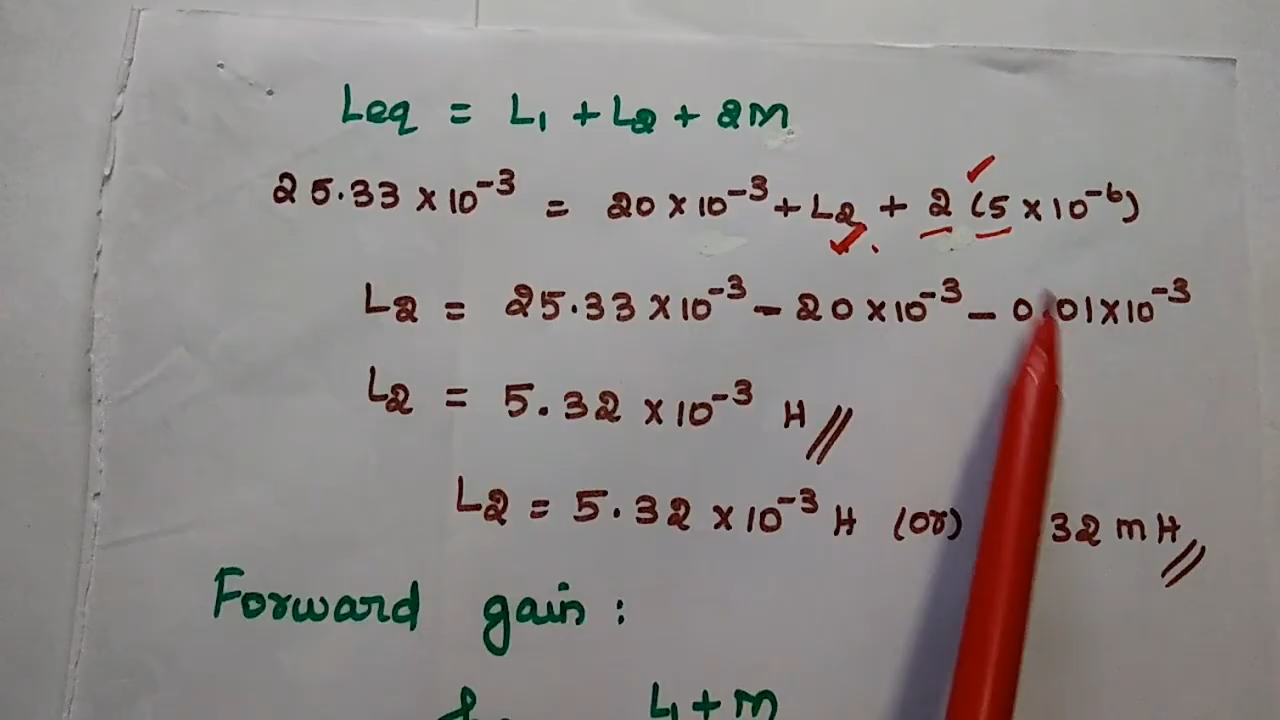 Leq = L1 + L2 + 2M
25.33 × 10⁻³ = 20 × 10⁻³ + L2 + 2 (5 × 10⁻⁶)
L2 = 25.33 × 10⁻³ – 20 × 10⁻³ – 0.01 × 10⁻³
L2 = 5.32 × 10⁻³ H //
L2 = 5.32 × 10⁻³ H (or) 32 mH //
Forward gain :
L1 + M